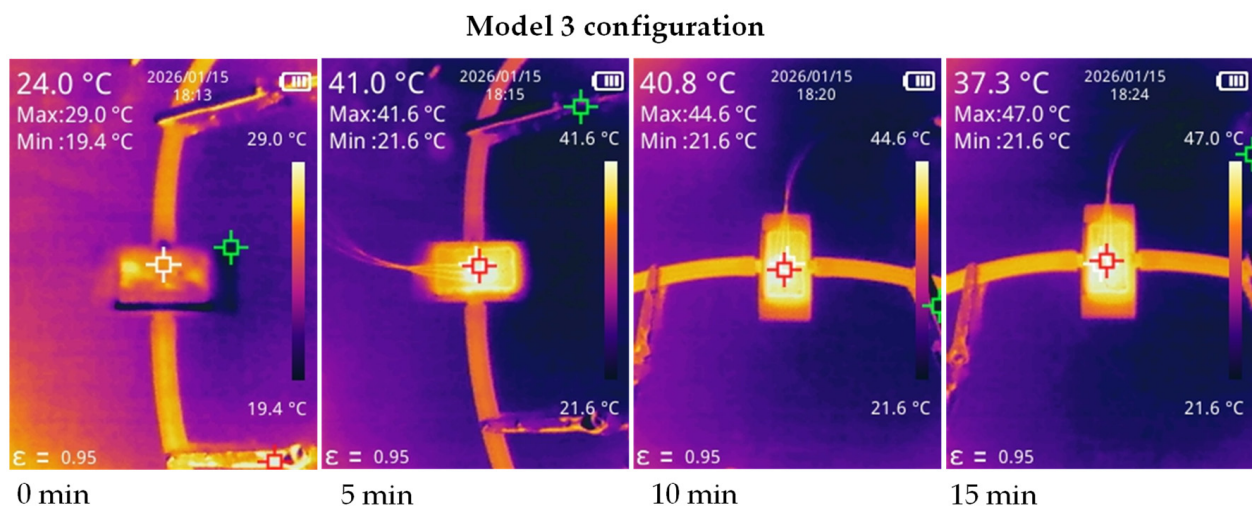 Model 3 configuration
24.0 °C
2026/01/15
18:13
Max:29.0 °C
Min :19.4 °C
29.0 °C
19.4 °C
ε = 0.95
0 min
41.0 °C
2026/01/15
18:15
Max:41.6 °C
Min :21.6 °C
41.6 °C
21.6 °C
ε = 0.95
5 min
40.8 °C
2026/01/15
18:20
Max:44.6 °C
Min :21.6 °C
44.6 °C
21.6 °C
ε = 0.95
10 min
37.3 °C
2026/01/15
18:24
Max:47.0 °C
Min :21.6 °C
47.0 °C
21.6 °C
ε = 0.95
15 min